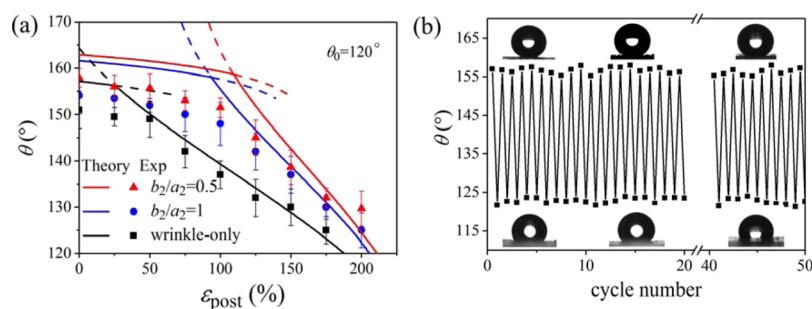 (a)
170
160
150
140
130
120
θ (°)
θ₀=120°
Theory Exp
b₂/a₂=0.5
b₂/a₂=1
wrinkle-only
0 50 100 150 200
ε_post (%)
(b)
165
155
145
135
125
115
θ (°)
0 10 20 40 50
cycle number